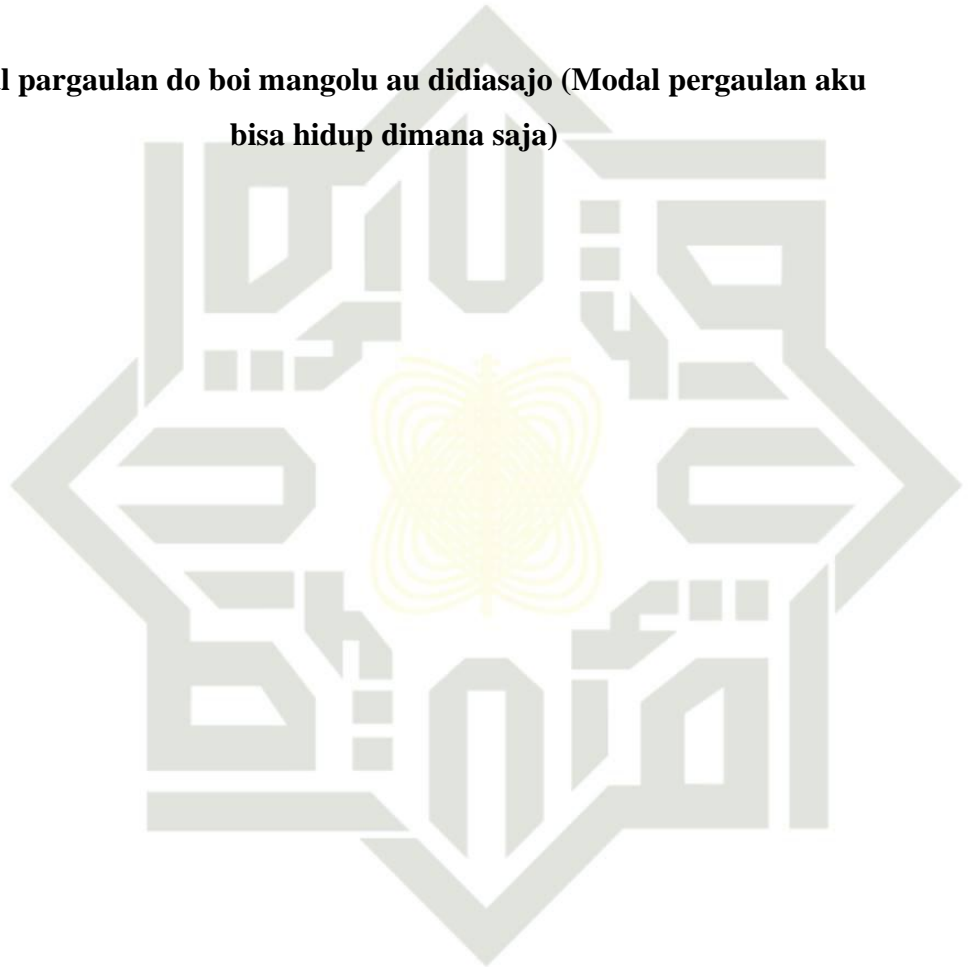 pargaulan do boi mangolu au didiasajo (Modal pergaulan aku
bisa hidup dimana saja)